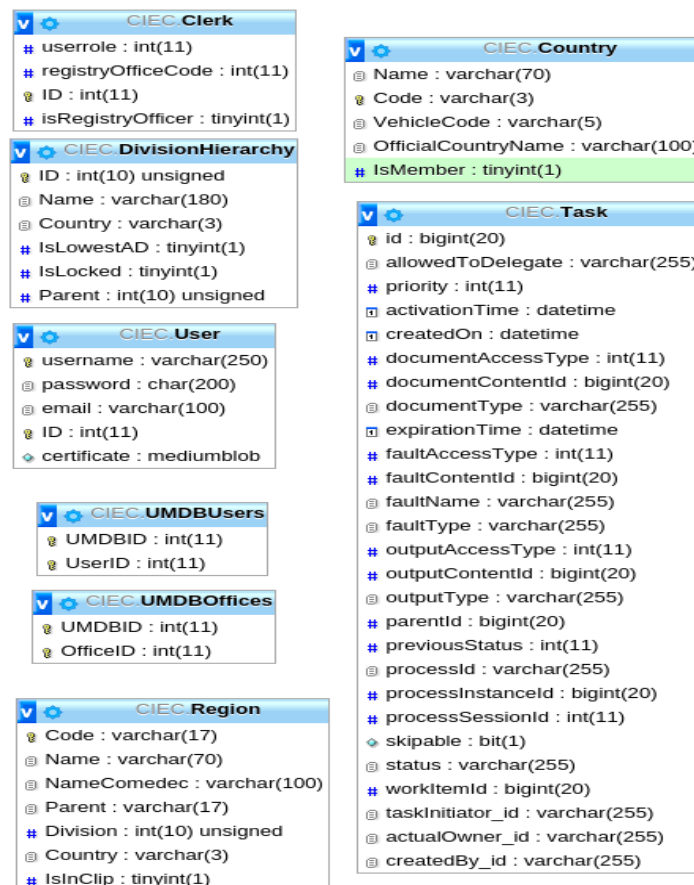 CIEC.Clerk
userrole : int(11)
registryOfficeCode : int(11)
ID : int(11)
isRegistryOfficer : tinyint(1)
CIEC.DivisionHierarchy
ID : int(10) unsigned
Name : varchar(180)
Country : varchar(3)
IsLowestAD : tinyint(1)
IsLocked : tinyint(1)
Parent : int(10) unsigned
CIEC.User
username : varchar(250)
password : char(200)
email : varchar(100)
ID : int(11)
certificate : mediumblob
CIEC.UMDBUsers
UMDBID : int(11)
UserID : int(11)
CIEC.UMDBOffices
UMDBID : int(11)
OfficeID : int(11)
CIEC.Region
Code : varchar(17)
Name : varchar(70)
NameComedec : varchar(100)
Parent : varchar(17)
Division : int(10) unsigned
Country : varchar(3)
IsInClip : tinyint(1)
CIEC.Country
Name : varchar(70)
Code : varchar(3)
VehicleCode : varchar(5)
OfficialCountryName : varchar(100)
IsMember : tinyint(1)
CIEC.Task
id : bigint(20)
allowedToDelegate : varchar(255)
priority : int(11)
activationTime : datetime
createdOn : datetime
documentAccessType : int(11)
documentContentId : bigint(20)
documentType : varchar(255)
expirationTime : datetime
faultAccessType : int(11)
faultContentId : bigint(20)
faultName : varchar(255)
faultType : varchar(255)
outputAccessType : int(11)
outputContentId : bigint(20)
outputType : varchar(255)
parentId : bigint(20)
previousStatus : int(11)
processId : varchar(255)
processInstanceId : bigint(20)
processSessionId : int(11)
skipable : bit(1)
status : varchar(255)
workItemId : bigint(20)
taskInitiator_id : varchar(255)
actualOwner_id : varchar(255)
createdBy_id : varchar(255)